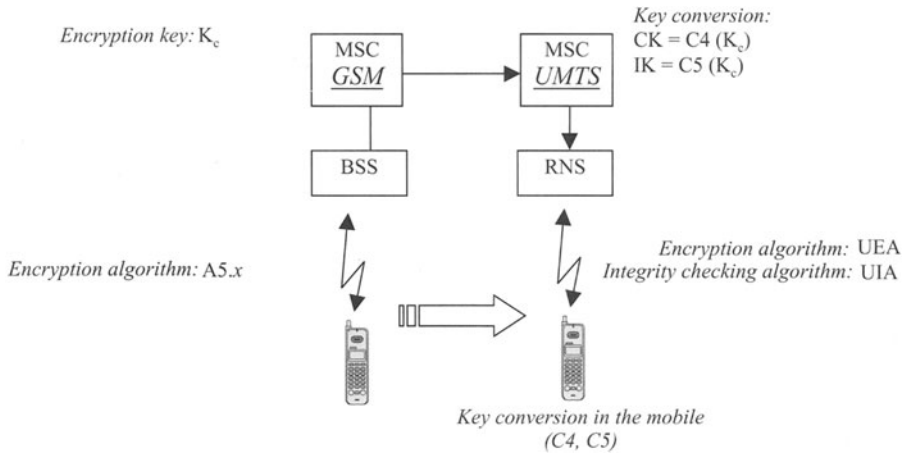 Encryption key: Kc
MSC
GSM
MSC
UMTS
Key conversion:
CK = C4 (Kc)
IK = C5 (Kc)
BSS
RNS
Encryption algorithm: A5.x
Encryption algorithm: UEA
Integrity checking algorithm: UIA
Key conversion in the mobile
(C4, C5)